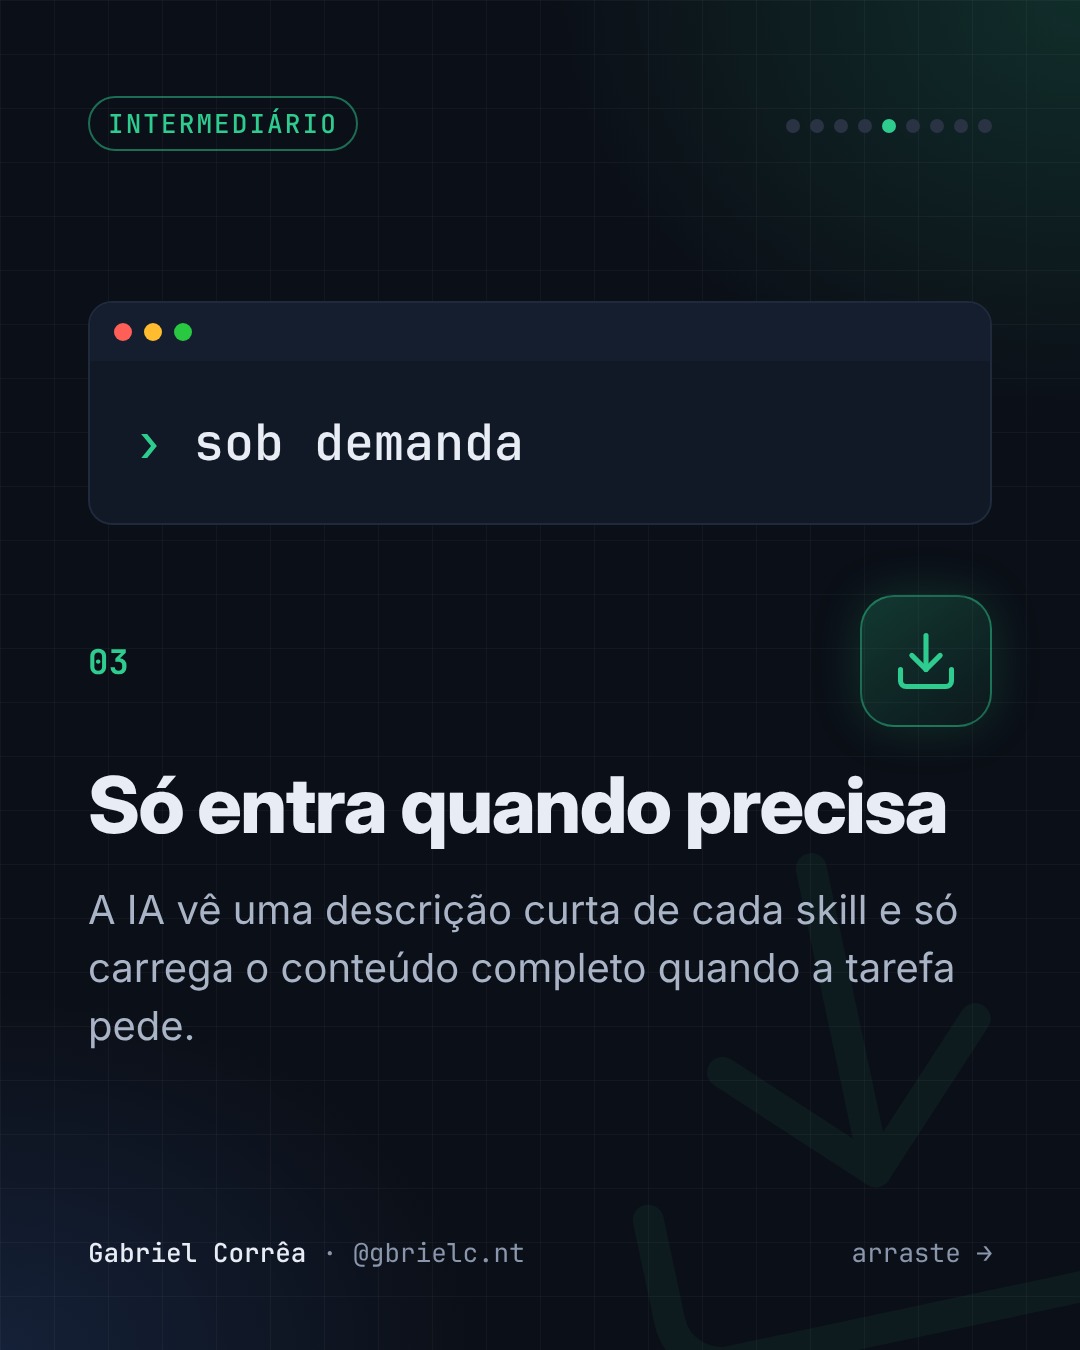 INTERMEDIÁRIO
› sob demanda
03
Só entra quando precisa
A IA vê uma descrição curta de cada skill e só
carrega o conteúdo completo quando a tarefa
pede.
Gabriel Corrêa · @gbrielc.nt
arraste →